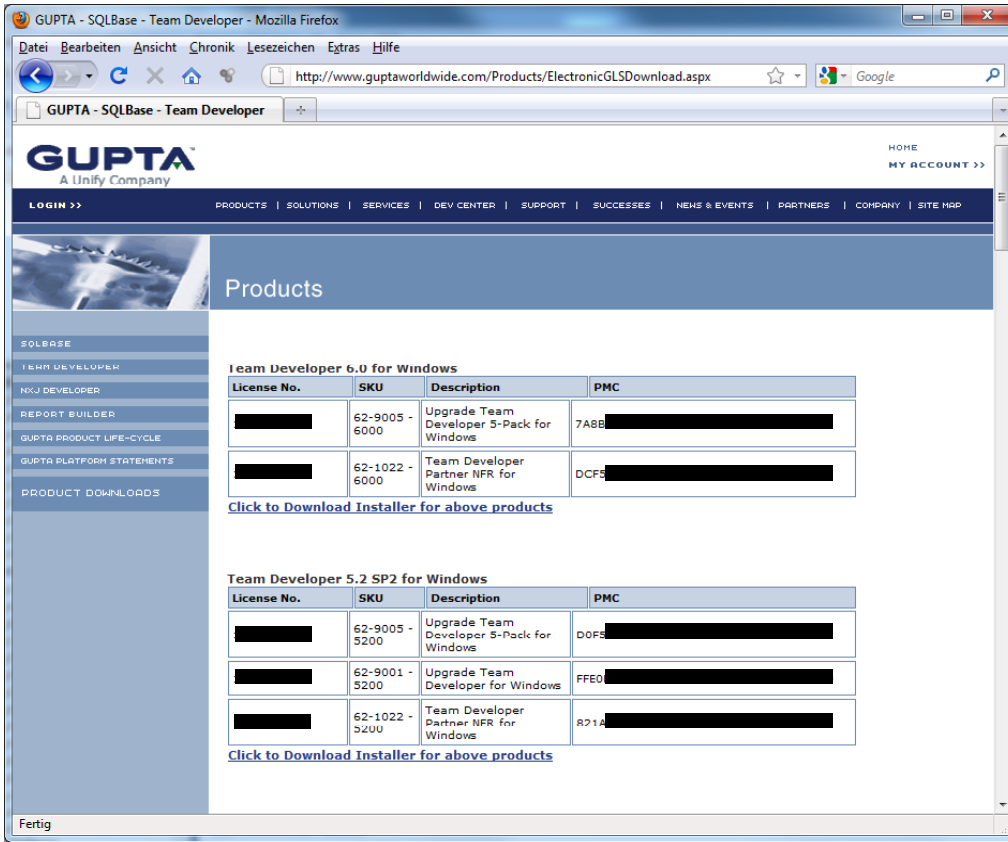 GUPTA - SQLBase - Team Developer - Mozilla Firefox
Datei Bearbeiten Ansicht Chronik Lesezeichen Extras Hilfe
http://www.guptaworldwide.com/Products/ElectronicGLSDownload.aspx
Google
GUPTA - SQLBase - Team Developer
HOME
MY ACCOUNT >>
GUPTA
A Unify Company
LOGIN >> PRODUCTS | SOLUTIONS | SERVICES | DEV CENTER | SUPPORT | SUCCESSES | NEWS & EVENTS | PARTNERS | COMPANY | SITE MAP
Products
SQLBASE
TEAM DEVELOPER
NXJ DEVELOPER
REPORT BUILDER
GUPTA PRODUCT LIFE-CYCLE
GUPTA PLATFORM STATEMENTS
PRODUCT DOWNLOADS
Team Developer 6.0 for Windows
License No. SKU Description PMC
62-9005 - 6000 Upgrade Team Developer 5-Pack for Windows 7A8B
62-1022 - 6000 Team Developer Partner NFR for Windows DCF5
Click to Download Installer for above products
Team Developer 5.2 SP2 for Windows
License No. SKU Description PMC
62-9005 - 5200 Upgrade Team Developer 5-Pack for Windows D0F5
62-9001 - 5200 Upgrade Team Developer for Windows FFE0
62-1022 - 5200 Team Developer Partner NFR for Windows 821A
Click to Download Installer for above products
Fertig